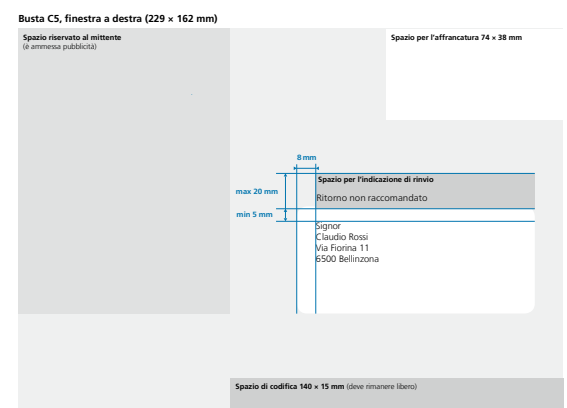 Busta C5, finestra a destra (229 × 162 mm)
Spazio riservato al mittente
(è ammessa pubblicità)
Spazio per l'affrancatura 74 × 38 mm
8 mm
Spazio per l'indicazione di rinvio
max 20 mm
Ritorno non raccomandato
min 5 mm
Signor
Claudio Rossi
Via Fiorina 11
6500 Bellinzona
Spazio di codifica 140 × 15 mm (deve rimanere libero)